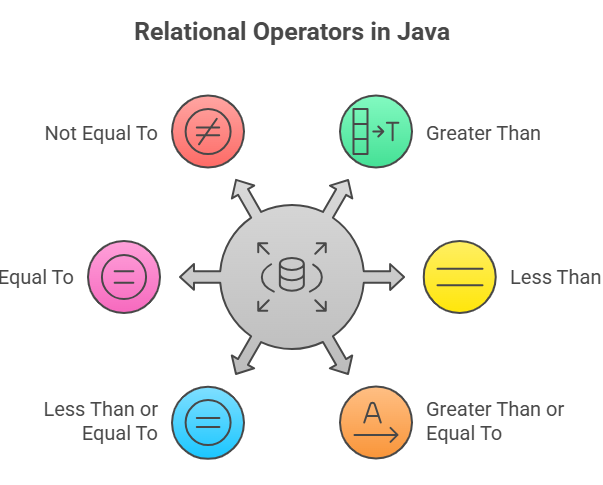 Relational Operators in Java
Not Equal To
T
Greater Than
Equal To
Less Than
Less Than or
Equal To
A
Greater Than or
Equal To